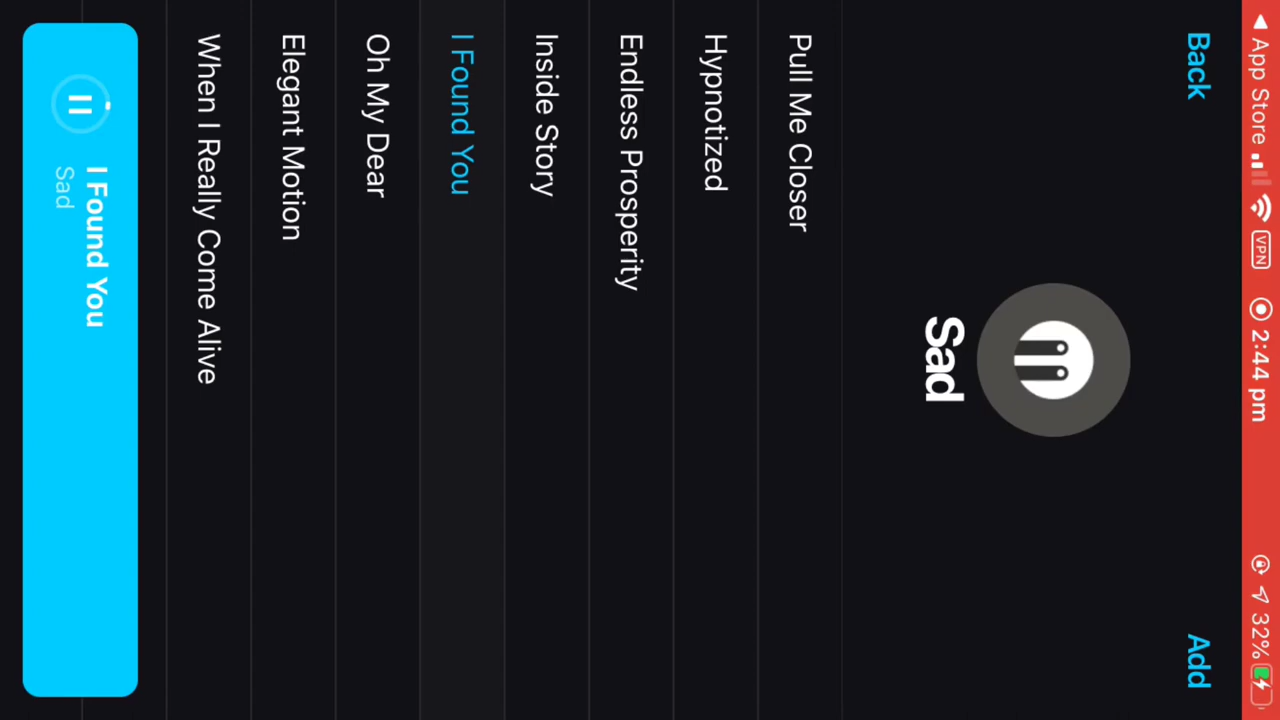 App Store VPN 2:44 pm 32%
Back Add
Sad
Pull Me Closer
Hypnotized
Endless Prosperity
Inside Story
I Found You
Oh My Dear
Elegant Motion
When I Really Come Alive
I Found You
Sad